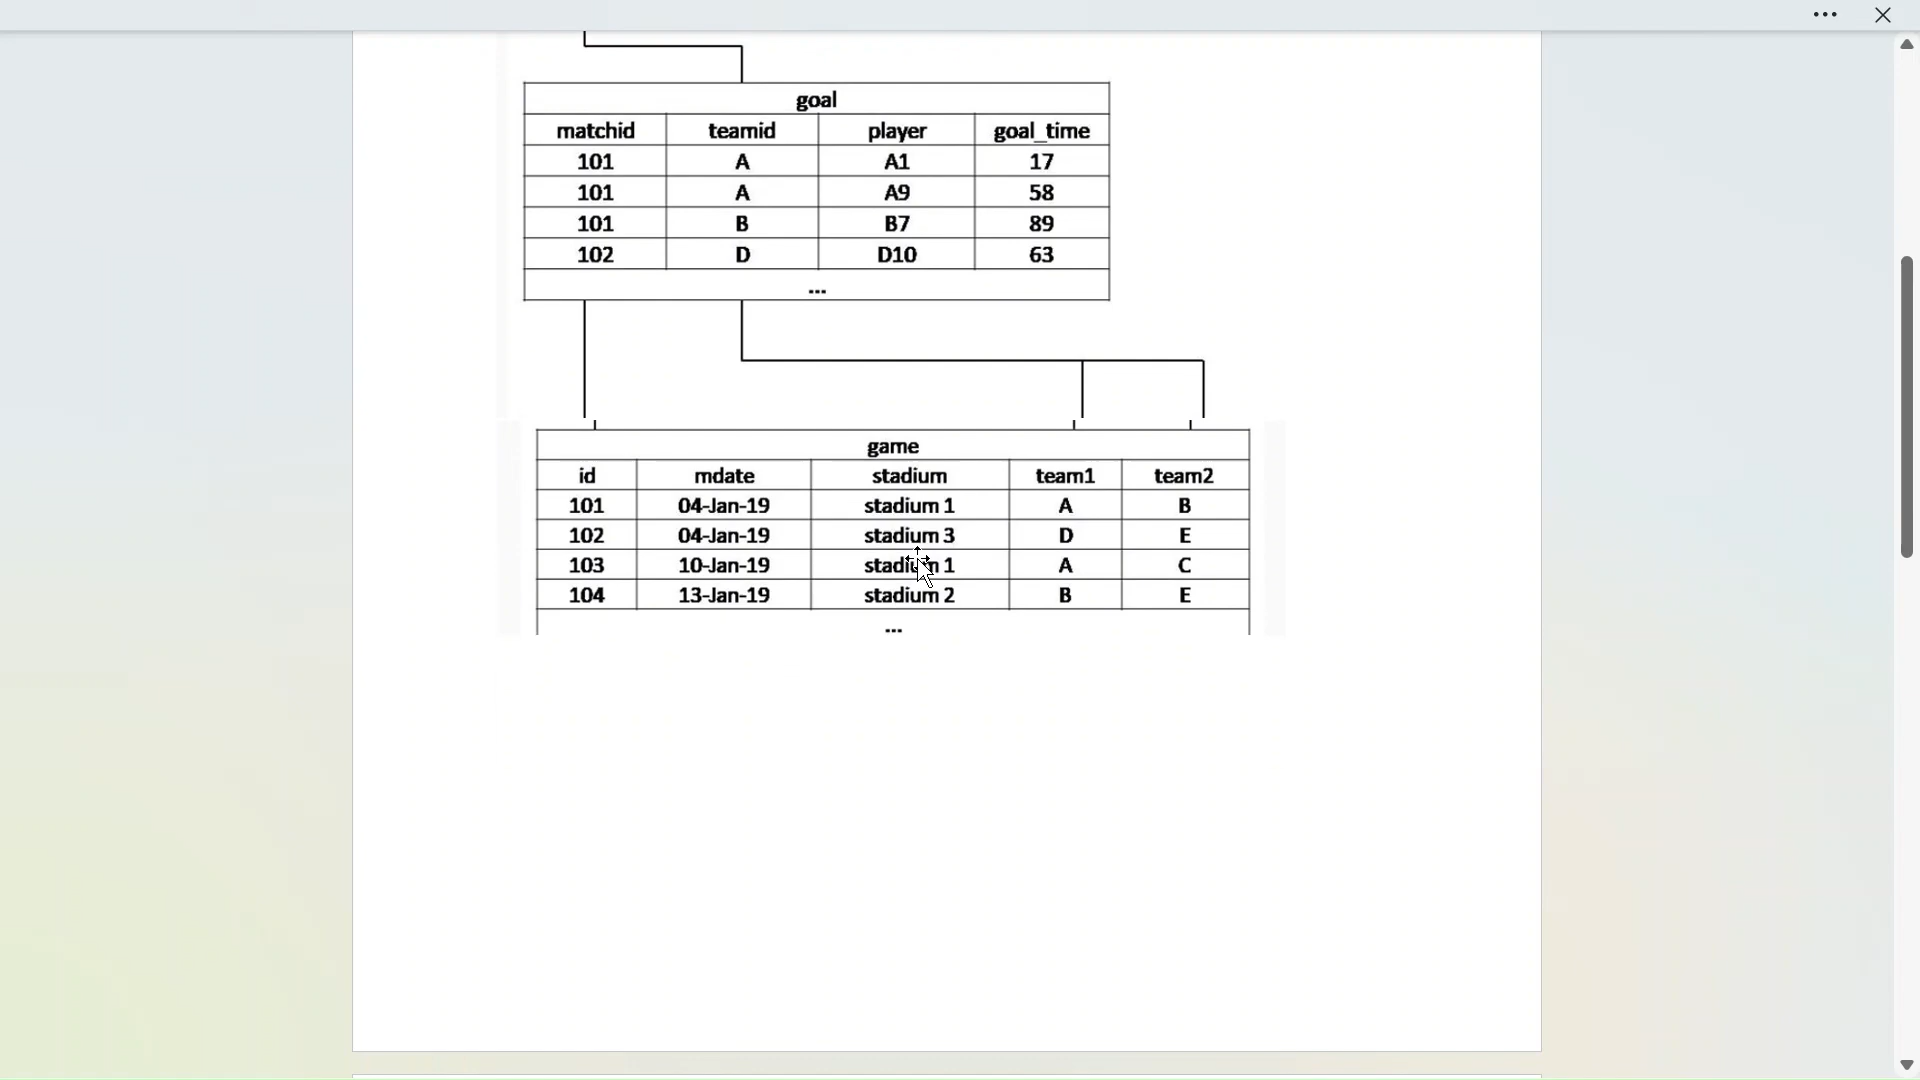 goal
matchid teamid player goal_time
101 A A1 17
101 A A9 58
101 B B7 89
102 D D10 63
...
game
id mdate stadium team1 team2
101 04-Jan-19 stadium 1 A B
102 04-Jan-19 stadium 3 D E
103 10-Jan-19 stadium 1 A C
104 13-Jan-19 stadium 2 B E
...